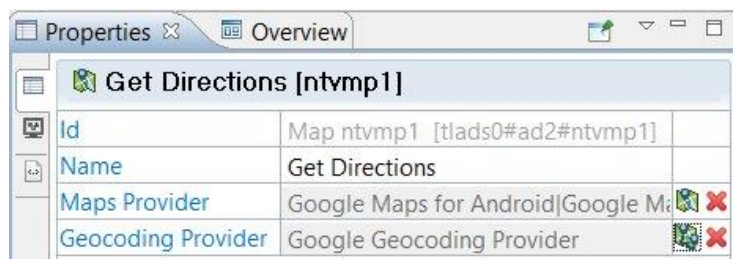 Properties Overview
Get Directions [ntvmp1]
Id Map ntvmp1 [tlads0#ad2#ntvmp1]
Name Get Directions
Maps Provider Google Maps for Android|Google Ma
Geocoding Provider Google Geocoding Provider